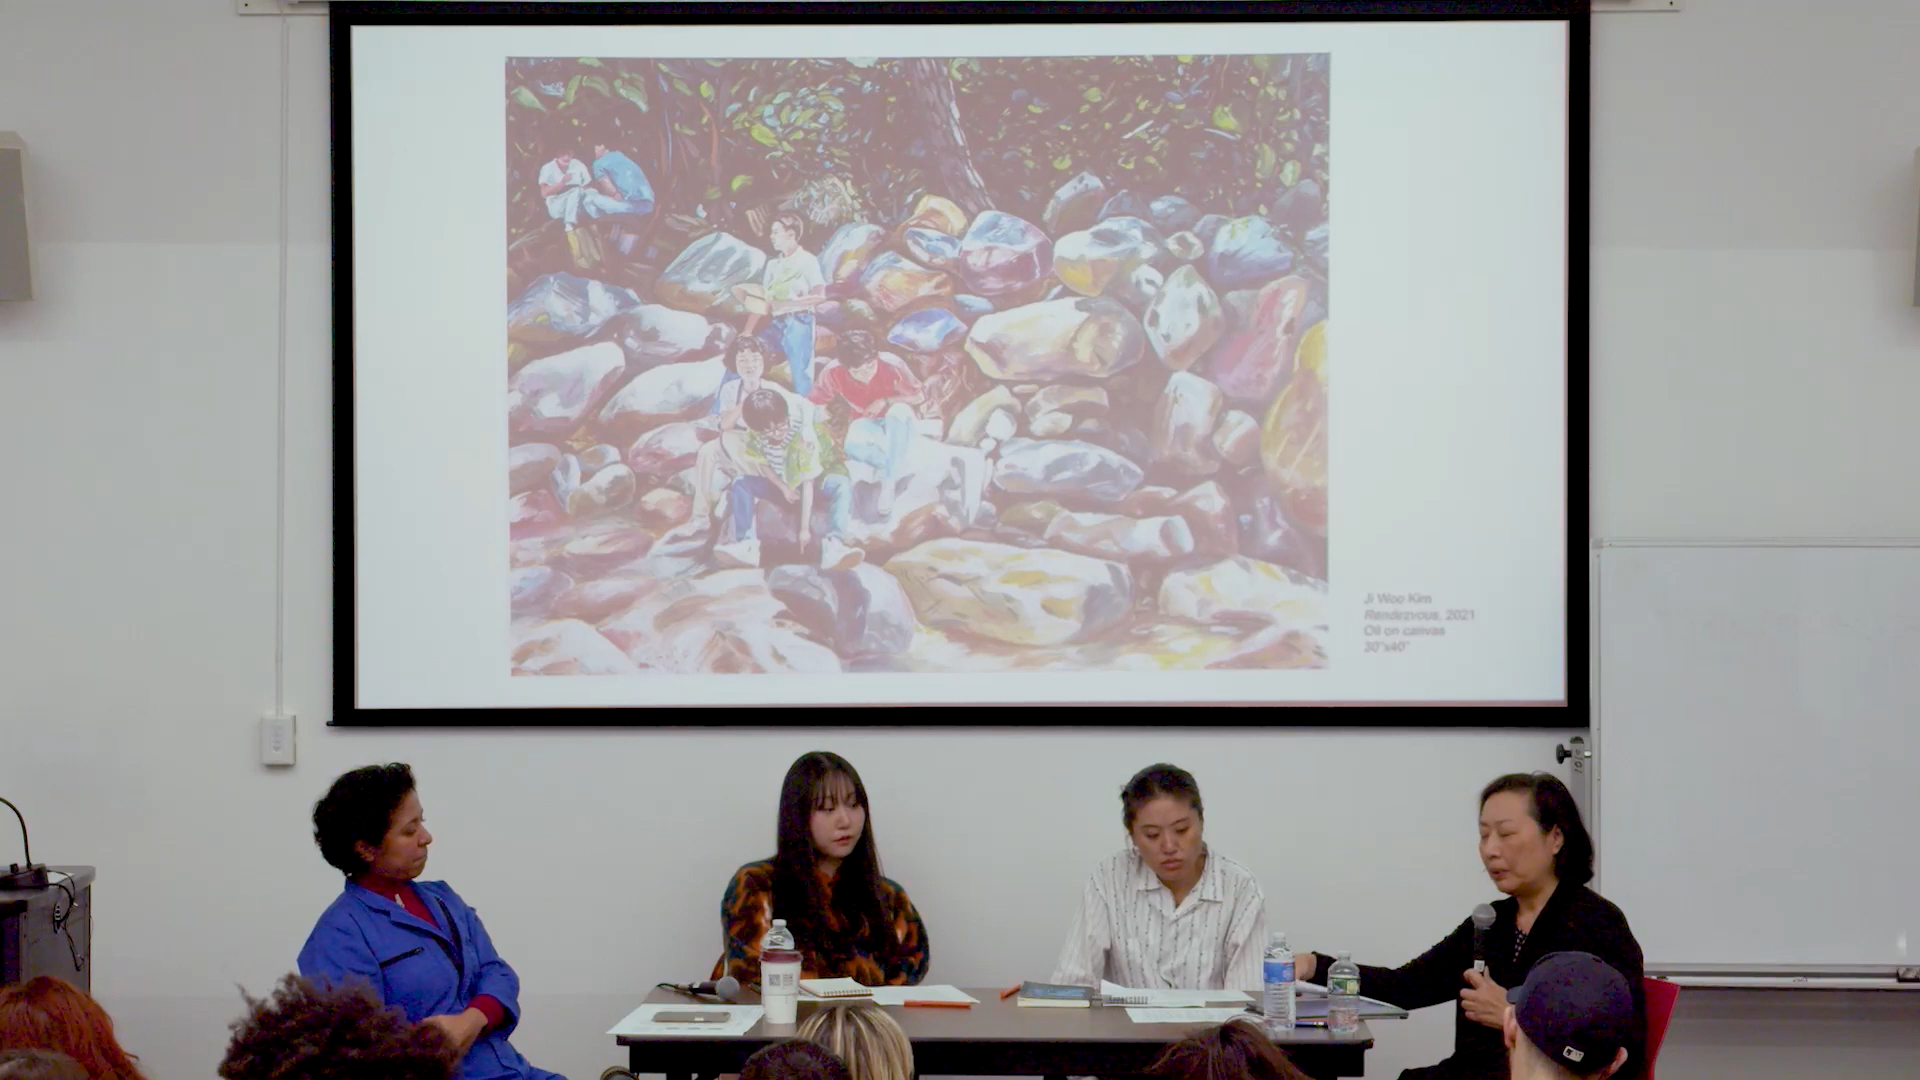 Ji Woo Kim
Rendezvous, 2021
Oil on canvas
30"x40"